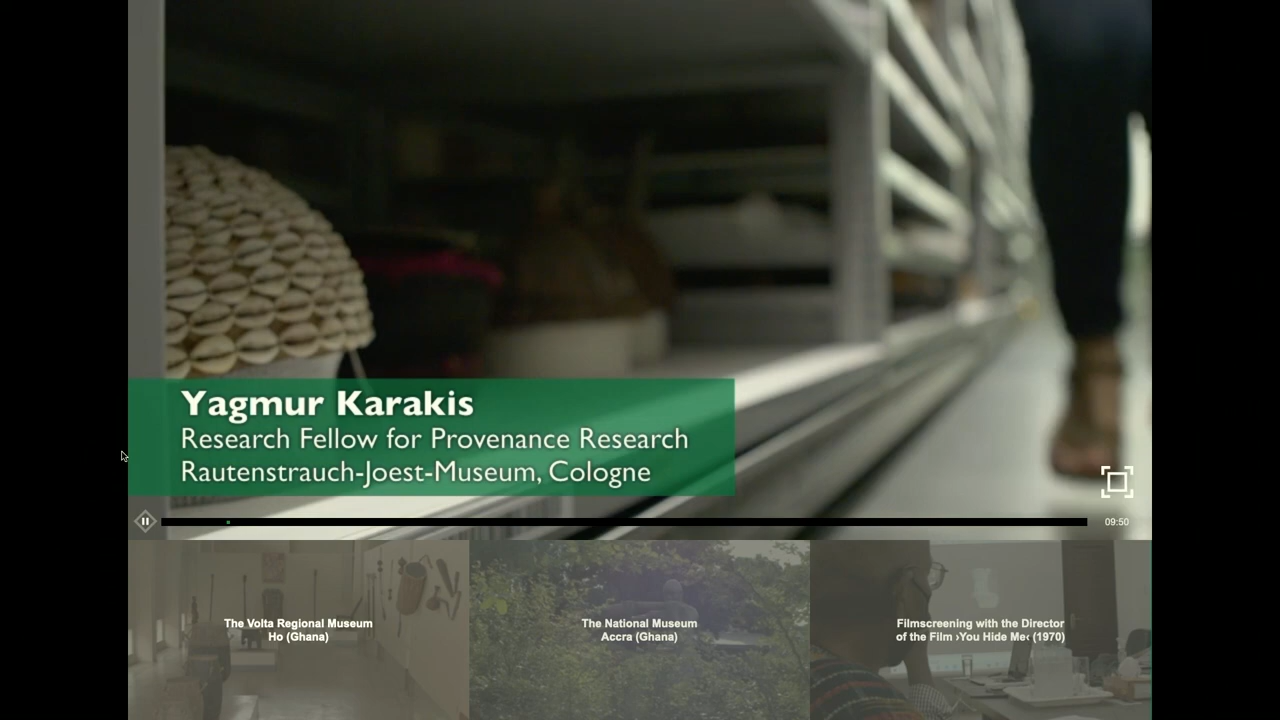 Yagmur Karakis
Research Fellow for Provenance Research
Rautenstrauch-Joest-Museum, Cologne
09:50
The Volta Regional Museum
Ho (Ghana)
The National Museum
Accra (Ghana)
Filmscreening with the Director
of the Film ›You Hide Me‹ (1970)